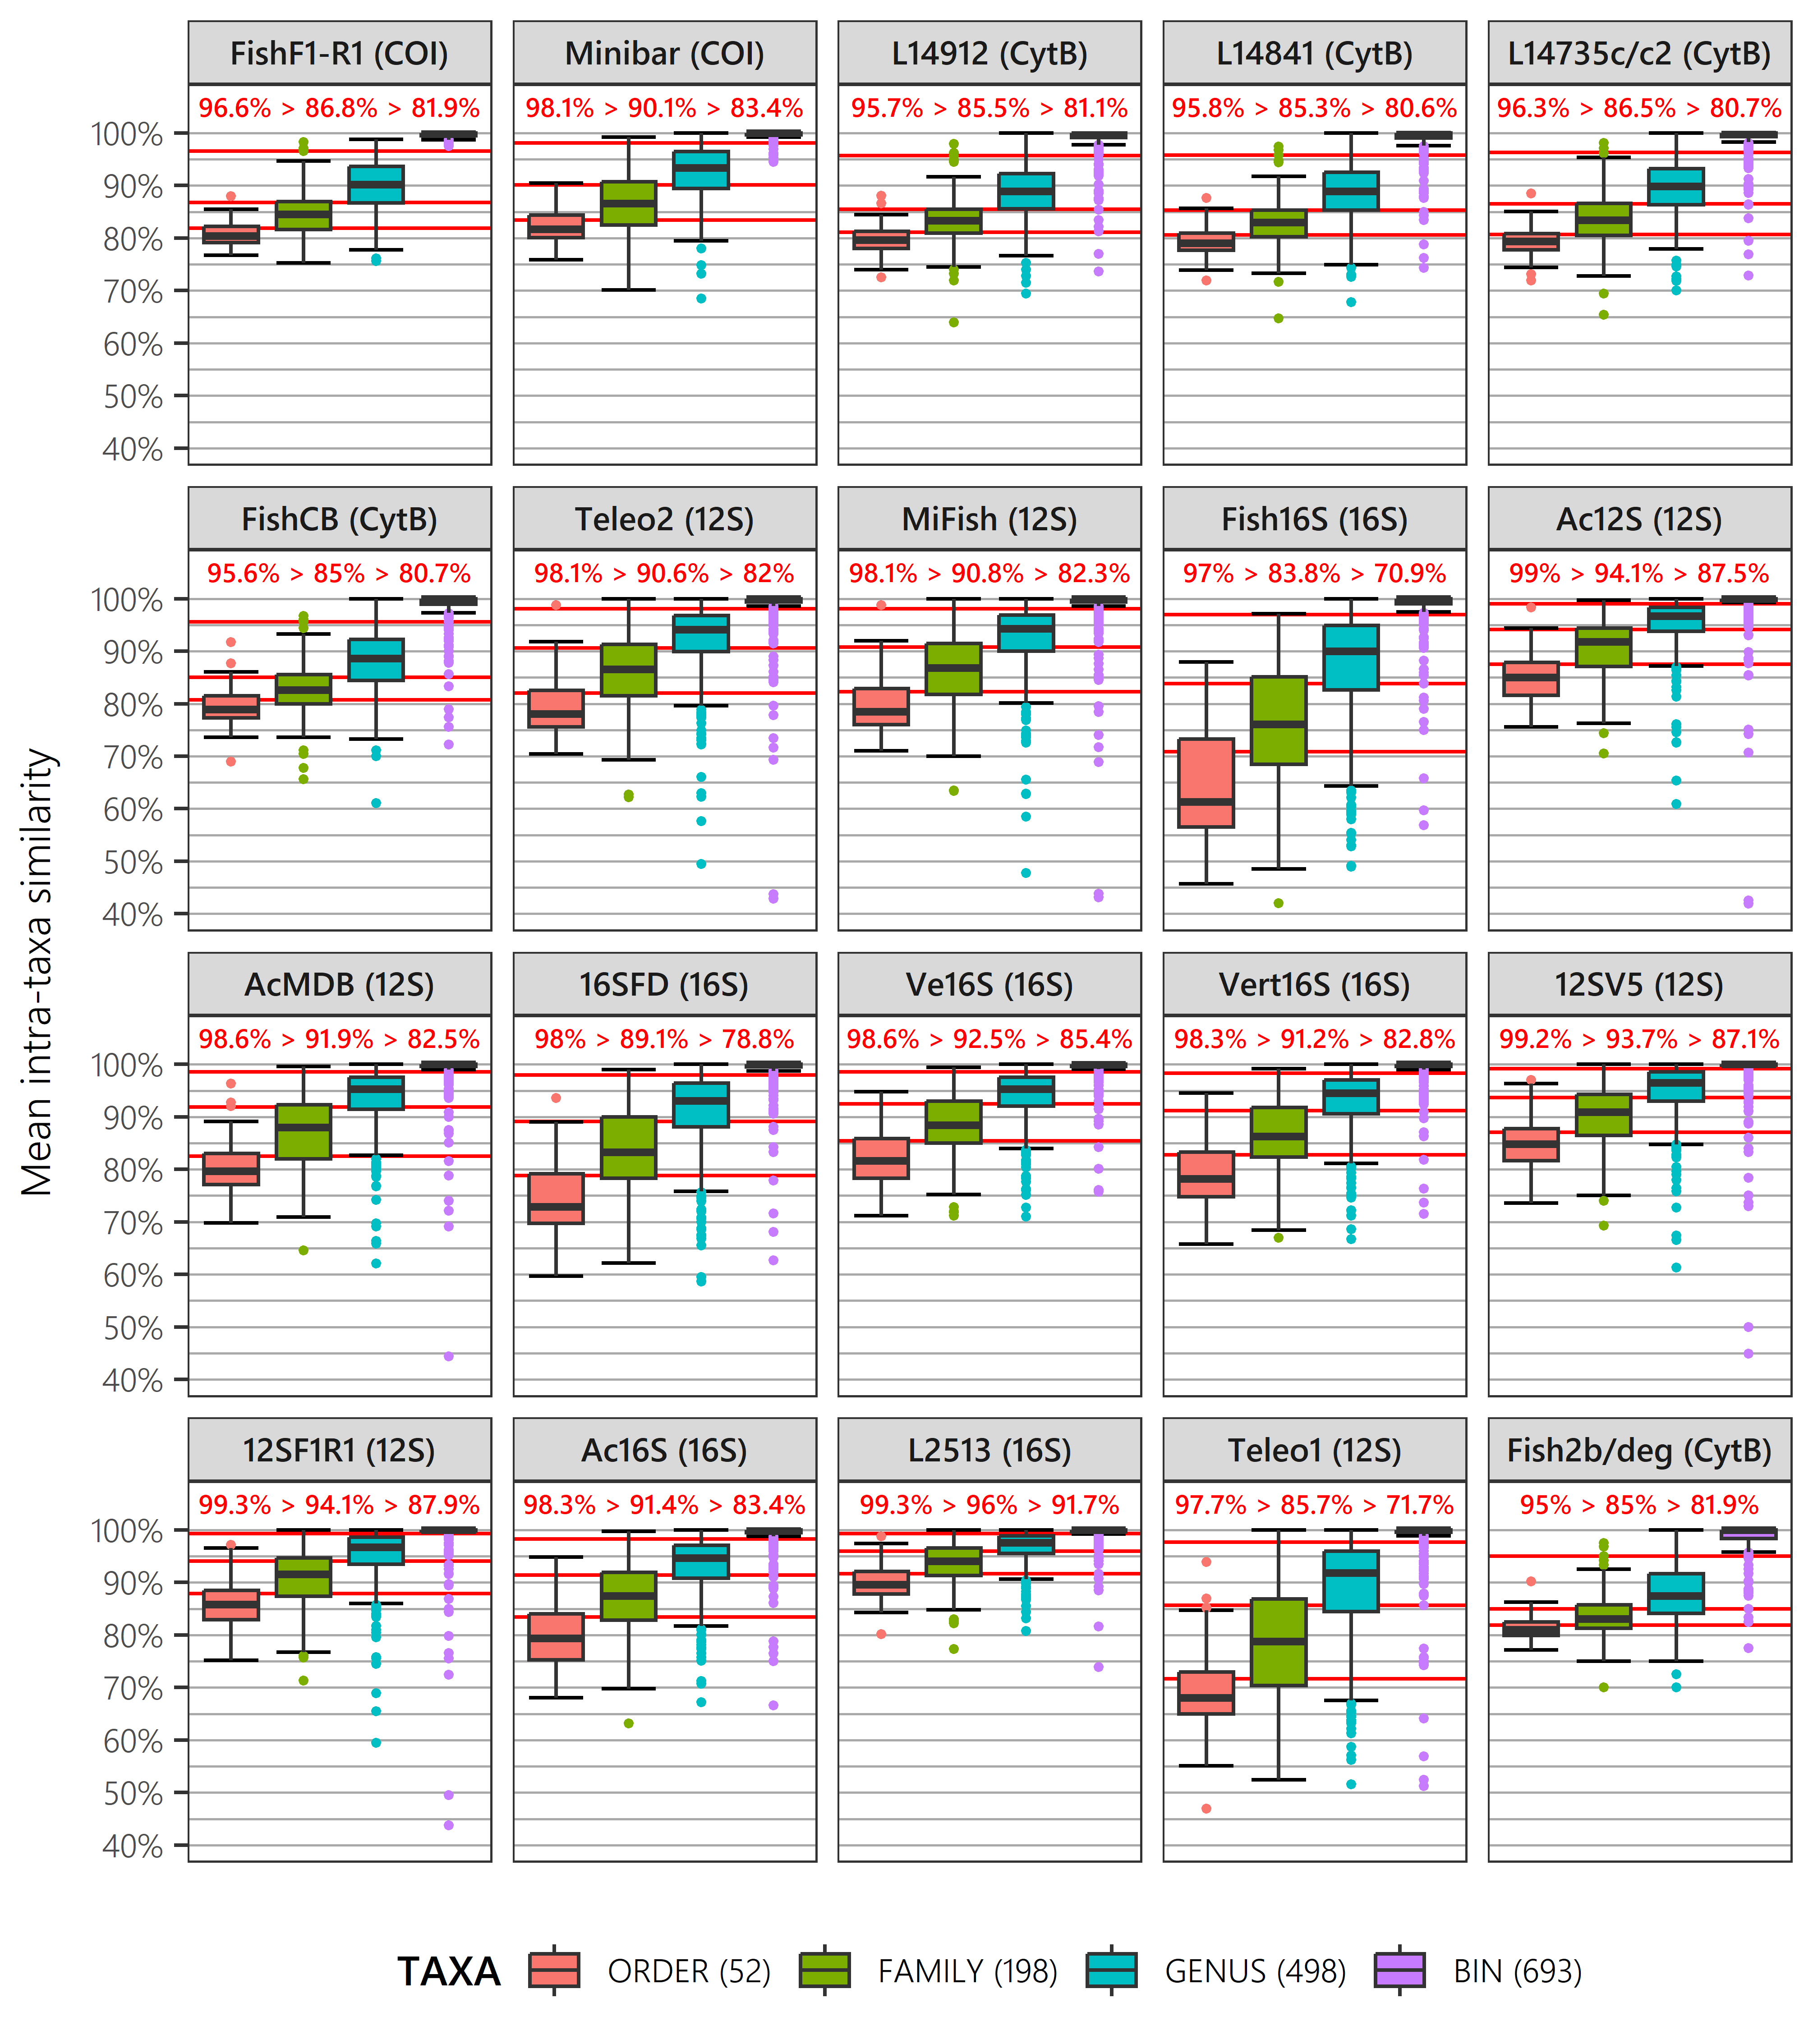 FishF1-R1 (COI)
Minibar (COI)
L14912 (CytB)
L14841 (CytB)
L14735c/c2 (CytB)
96.6% > 86.8% > 81.9%
98.1% > 90.1% > 83.4%
95.7% > 85.5% > 81.1%
95.8% > 85.3% > 80.6%
96.3% > 86.5% > 80.7%
100%
90%
80%
70%
60%
50%
40%
FishCB (CytB)
Teleo2 (12S)
MiFish (12S)
Fish16S (16S)
Ac12S (12S)
95.6% > 85% > 80.7%
98.1% > 90.6% > 82%
98.1% > 90.8% > 82.3%
97% > 83.8% > 70.9%
99% > 94.1% > 87.5%
100%
90%
80%
70%
60%
50%
40%
Mean intra-taxa similarity
AcMDB (12S)
16SFD (16S)
Ve16S (16S)
Vert16S (16S)
12SV5 (12S)
98.6% > 91.9% > 82.5%
98% > 89.1% > 78.8%
98.6% > 92.5% > 85.4%
98.3% > 91.2% > 82.8%
99.2% > 93.7% > 87.1%
100%
90%
80%
70%
60%
50%
40%
12SF1R1 (12S)
Ac16S (16S)
L2513 (16S)
Teleo1 (12S)
Fish2b/deg (CytB)
99.3% > 94.1% > 87.9%
98.3% > 91.4% > 83.4%
99.3% > 96% > 91.7%
97.7% > 85.7% > 71.7%
95% > 85% > 81.9%
100%
90%
80%
70%
60%
50%
40%
TAXA
ORDER (52)
FAMILY (198)
GENUS (498)
BIN (693)